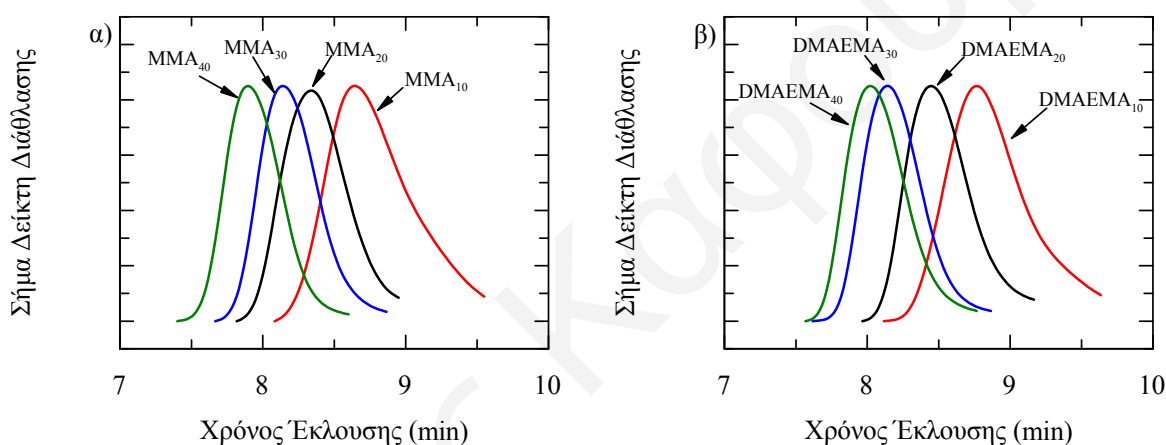 α)
MMA40
MMA30
MMA20
MMA10
Σήμα Δείκτη Διάθλασης
7 8 9 10
Χρόνος Έκλουσης (min)
β)
DMAEMA30
DMAEMA20
DMAEMA40
DMAEMA10
Σήμα Δείκτη Διάθλασης
7 8 9 10
Χρόνος Έκλουσης (min)